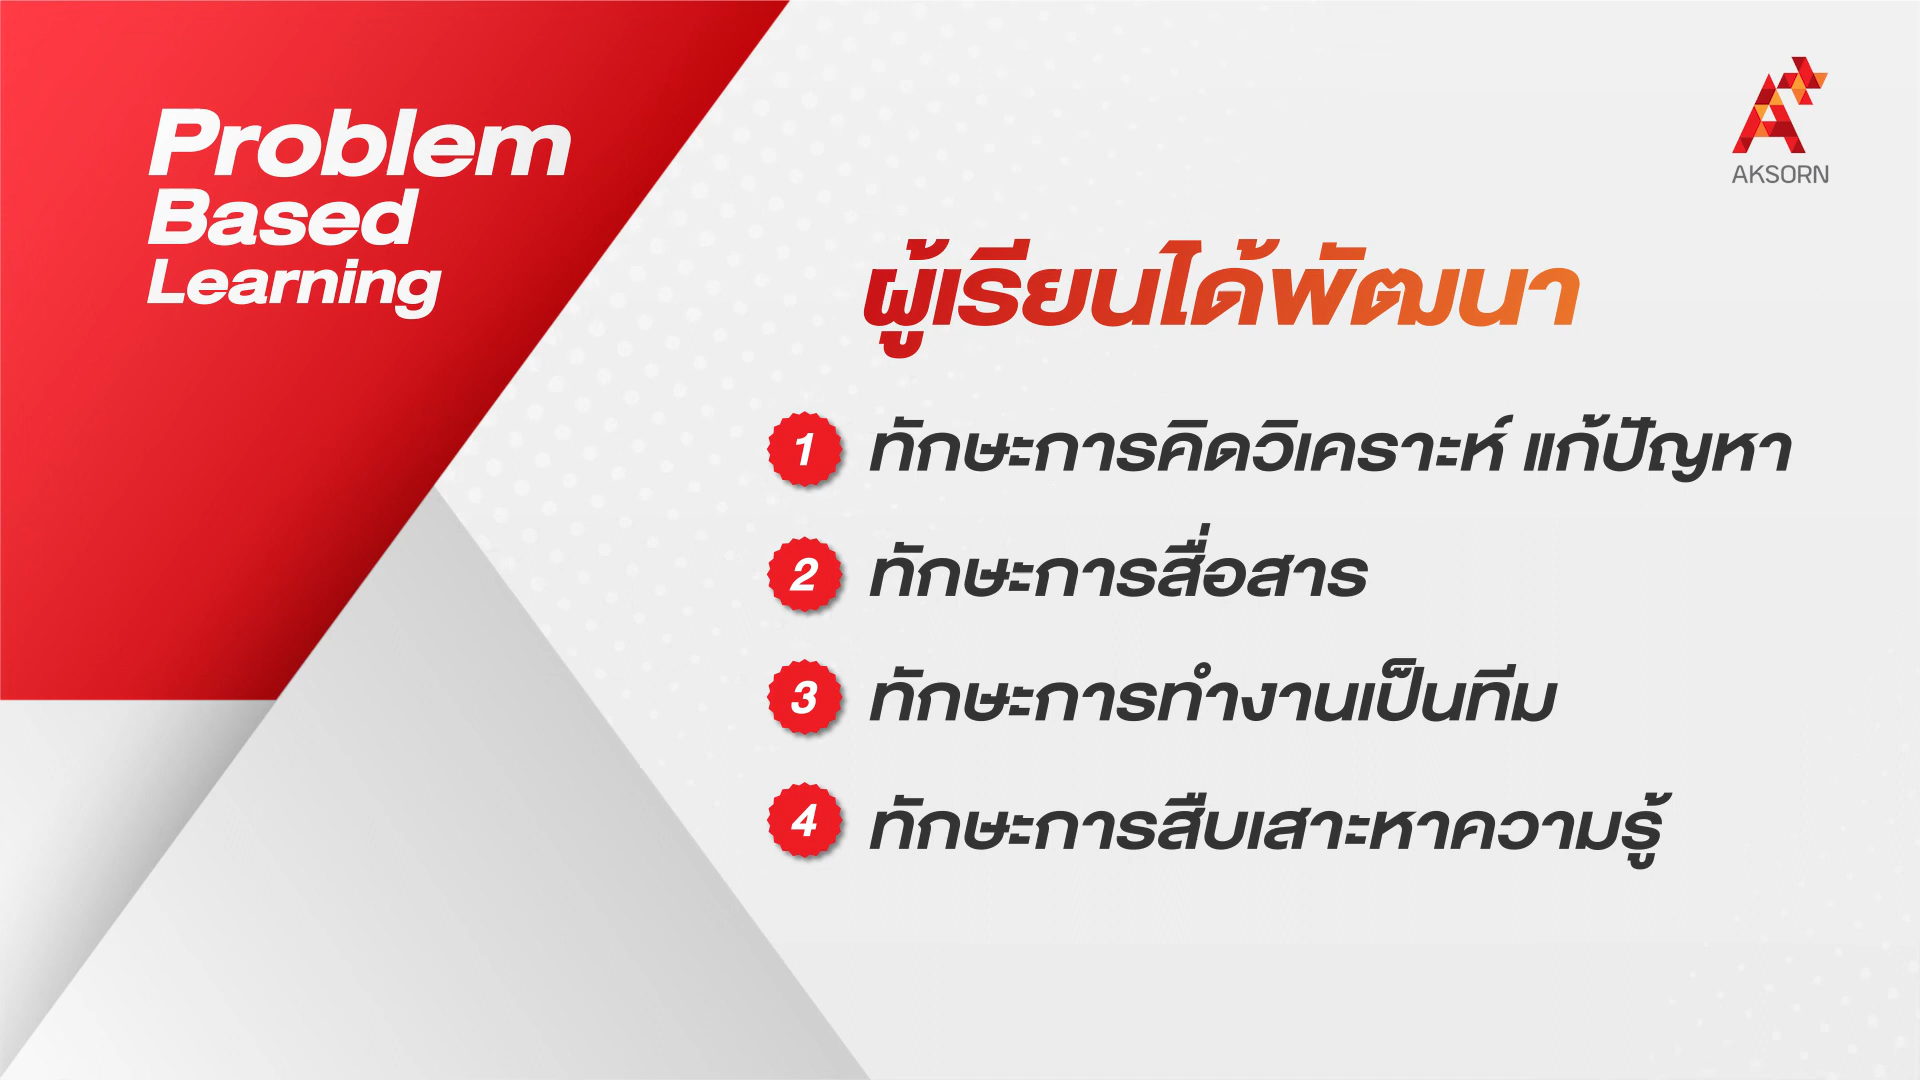 Problem
Based
Learning
AKSORN
ผู้เรียนได้พัฒนา
1 ทักษะการคิดวิเคราะห์ แก้ปัญหา
2 ทักษะการสื่อสาร
3 ทักษะการทำงานเป็นทีม
4 ทักษะการสืบเสาะหาความรู้